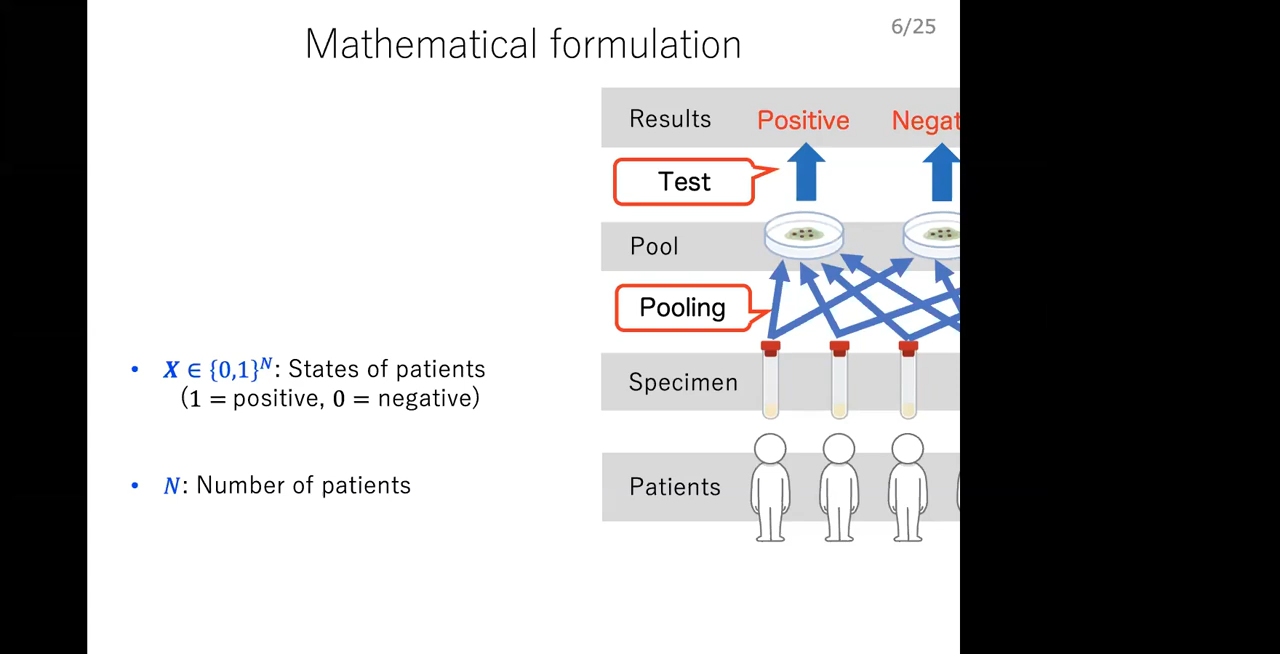 Mathematical formulation
6/25
Results Positive Negat
Test
Pool
Pooling
• X ∈ {0,1}^N: States of patients
(1 = positive, 0 = negative)
Specimen
• N: Number of patients
Patients